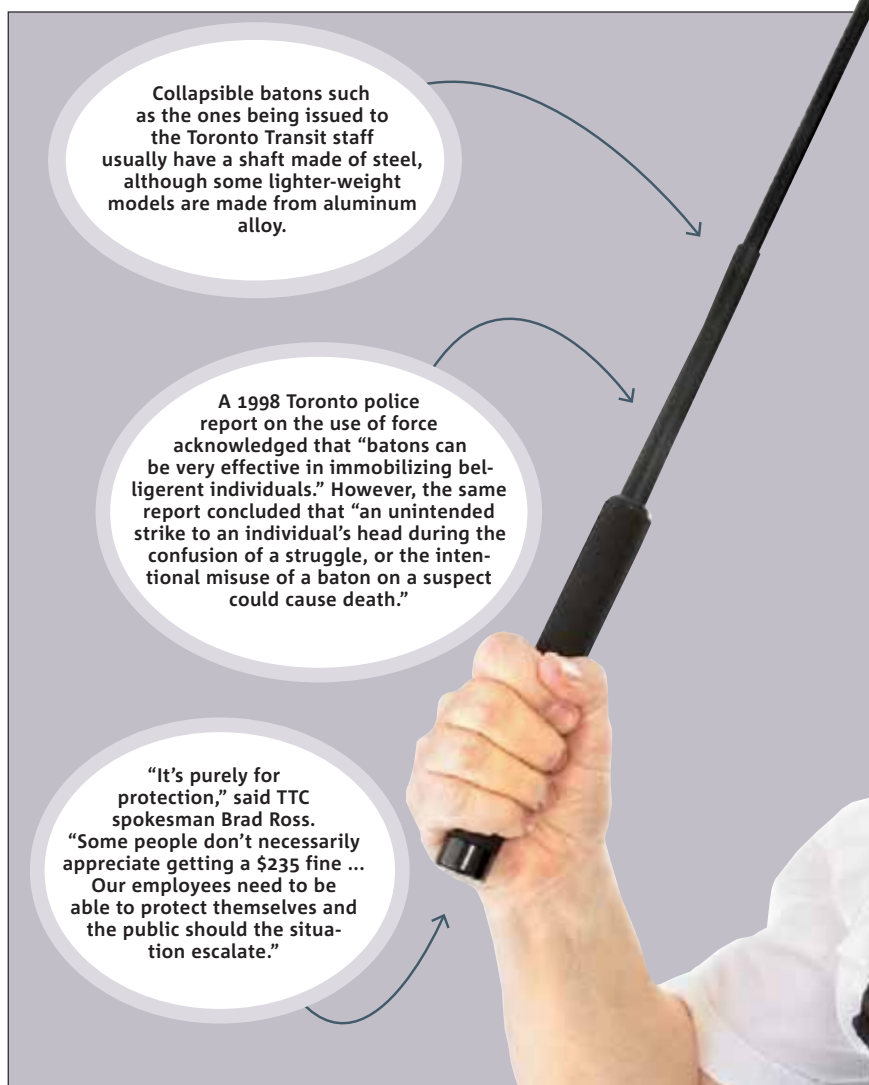 Collapsible batons such
as the ones being issued to
the Toronto Transit staff
usually have a shaft made of steel,
although some lighter-weight
models are made from aluminum
alloy.
A 1998 Toronto police
report on the use of force
acknowledged that “batons can
be very effective in immobilizing bel-
ligerent individuals.” However, the same
report concluded that “an unintended
strike to an individual’s head during the
confusion of a struggle, or the inten-
tional misuse of a baton on a suspect
could cause death.”
“It’s purely for
protection,” said TTC
spokesman Brad Ross.
“Some people don’t necessarily
appreciate getting a $235 fine ...
Our employees need to be
able to protect themselves and
the public should the situa-
tion escalate.”